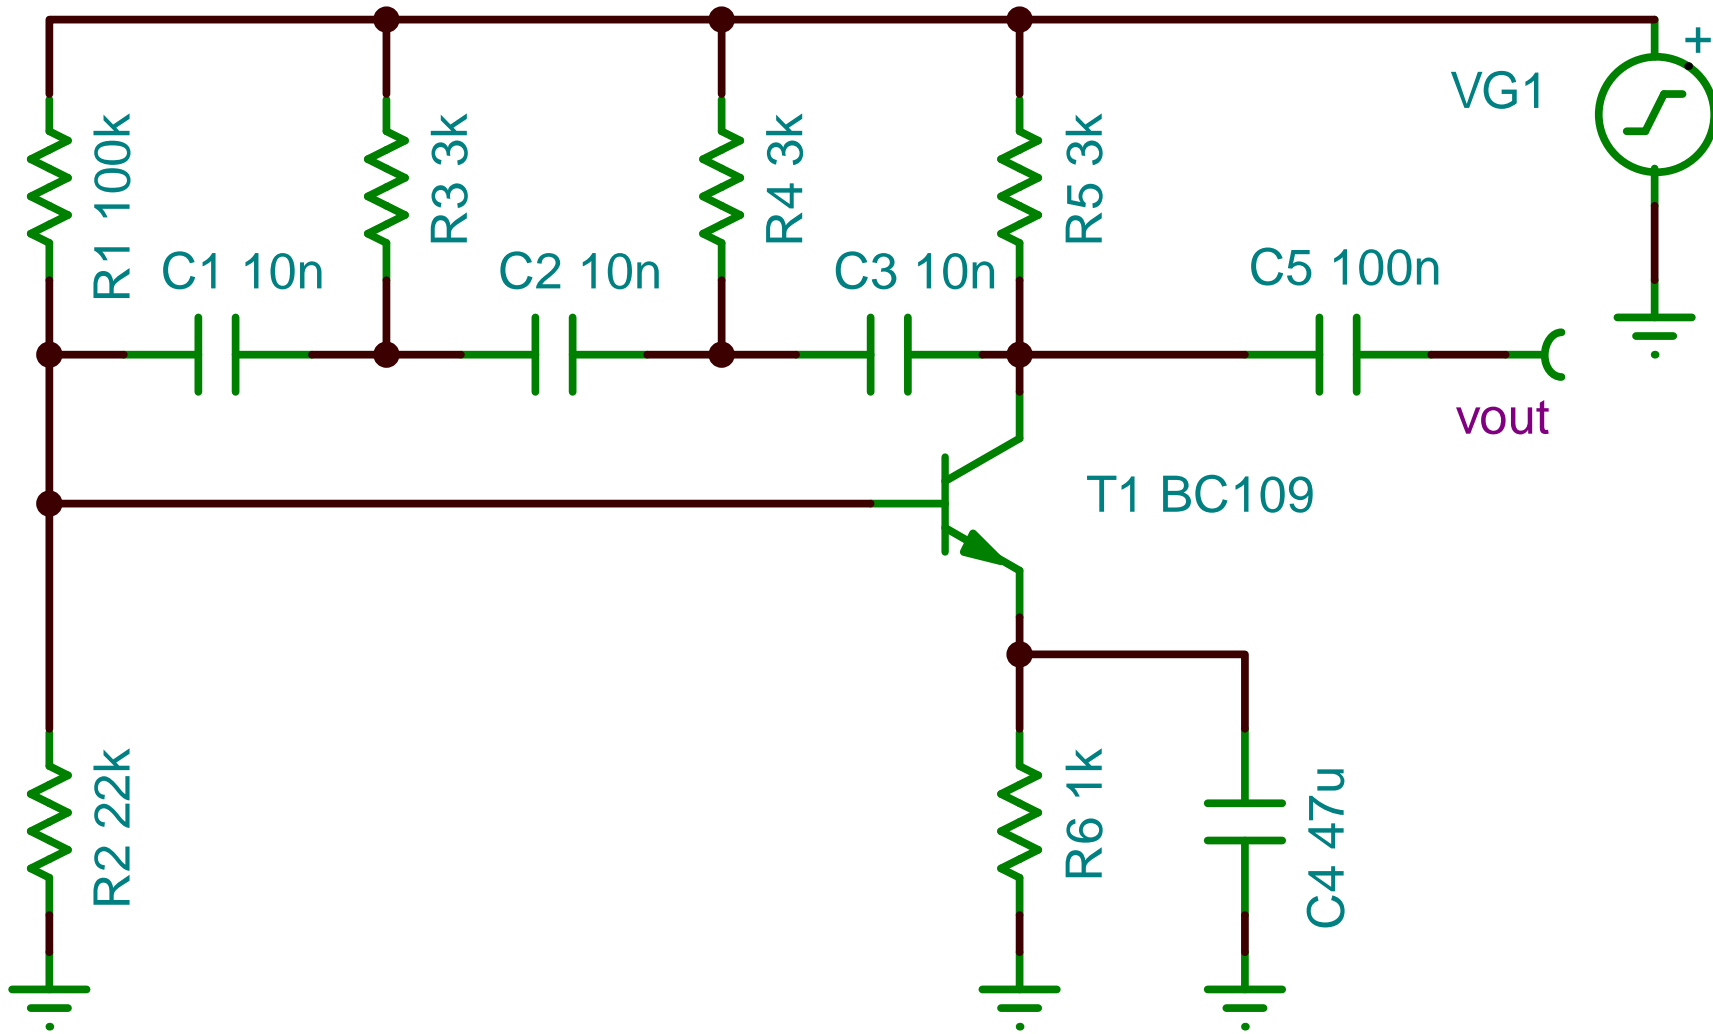 +
VG1
R1 100k
R3 3k
R4 3k
R5 3k
C1 10n
C2 10n
C3 10n
C5 100n
vout
T1 BC109
R2 22k
R6 1k
C4 47u